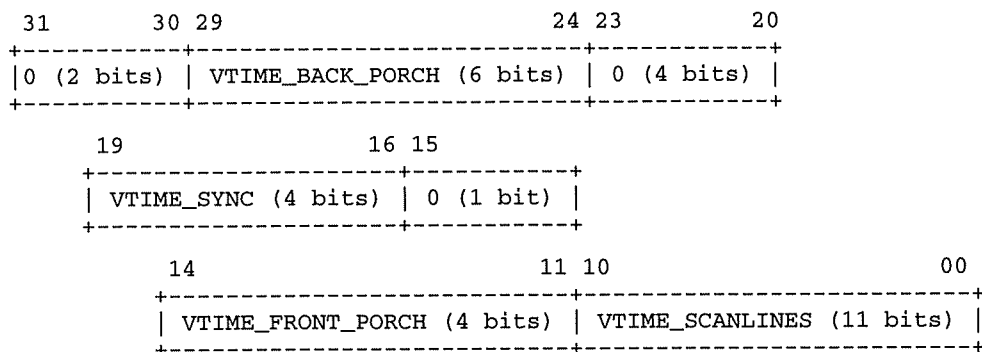 31 30 29 24 23 20
+-----------+--------------------------+------------+
|0 (2 bits) | VTIME_BACK_PORCH (6 bits) | 0 (4 bits) |
+-----------+--------------------------+------------+
19 16 15
+--------------------+-----------+
| VTIME_SYNC (4 bits) | 0 (1 bit) |
+--------------------+-----------+
14 11 10 00
+---------------------------+--------------------------+
| VTIME_FRONT_PORCH (4 bits) | VTIME_SCANLINES (11 bits) |
+---------------------------+--------------------------+